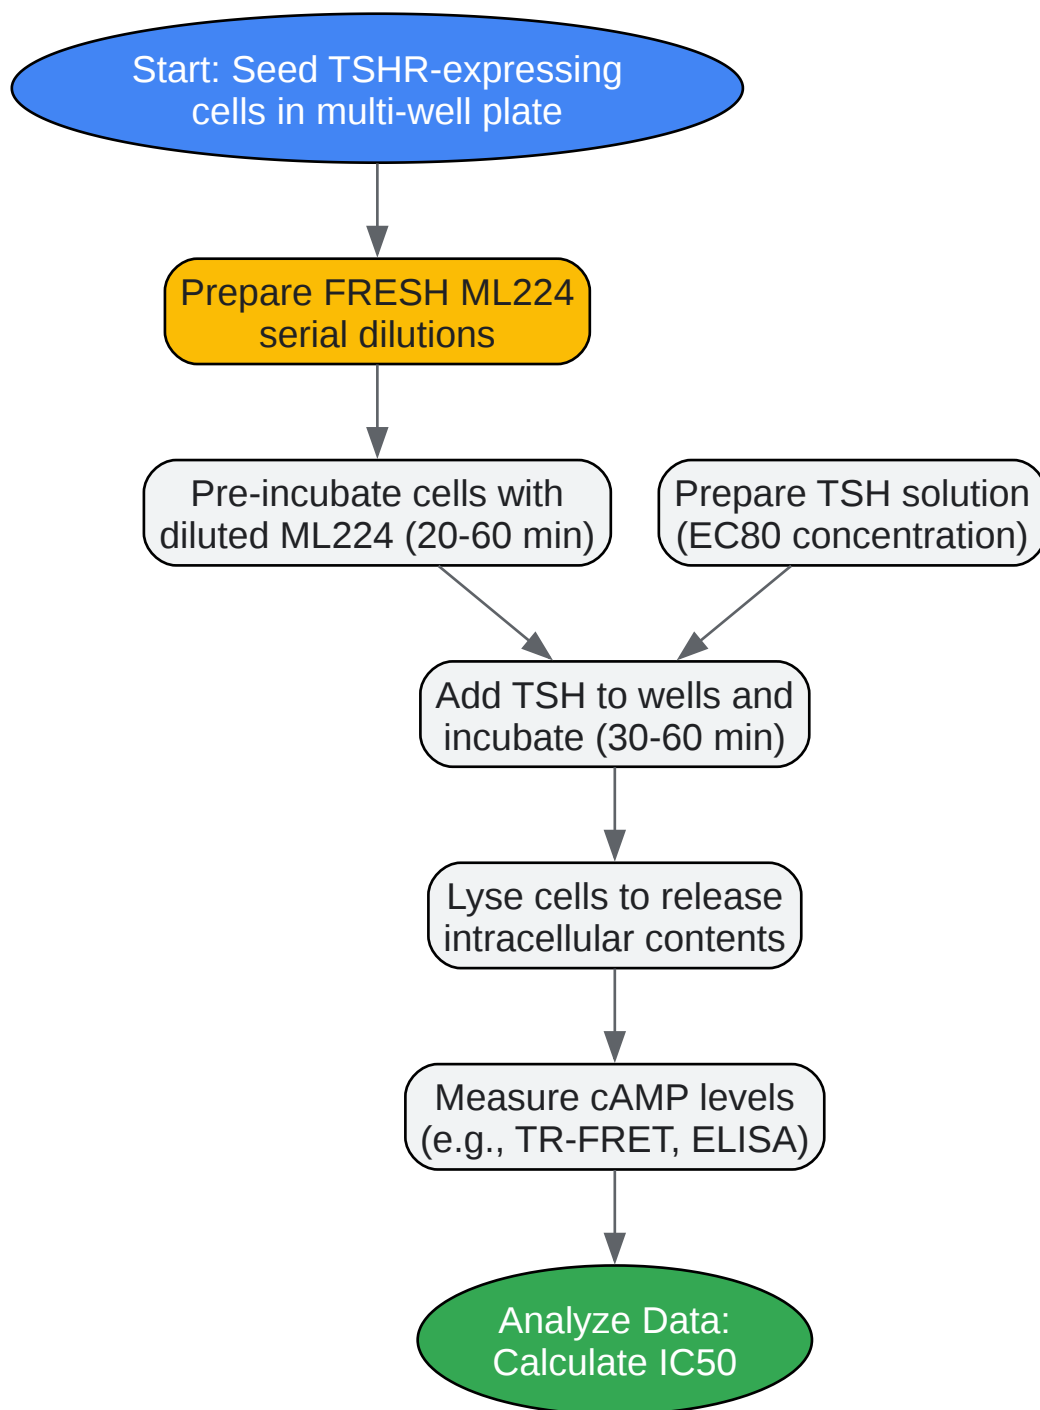 Start: Seed TSHR-expressing
cells in multi-well plate
Prepare FRESH ML224
serial dilutions
Pre-incubate cells with
diluted ML224 (20-60 min)
Prepare TSH solution
(EC80 concentration)
Add TSH to wells and
incubate (30-60 min)
Lyse cells to release
intracellular contents
Measure cAMP levels
(e.g., TR-FRET, ELISA)
Analyze Data:
Calculate IC50